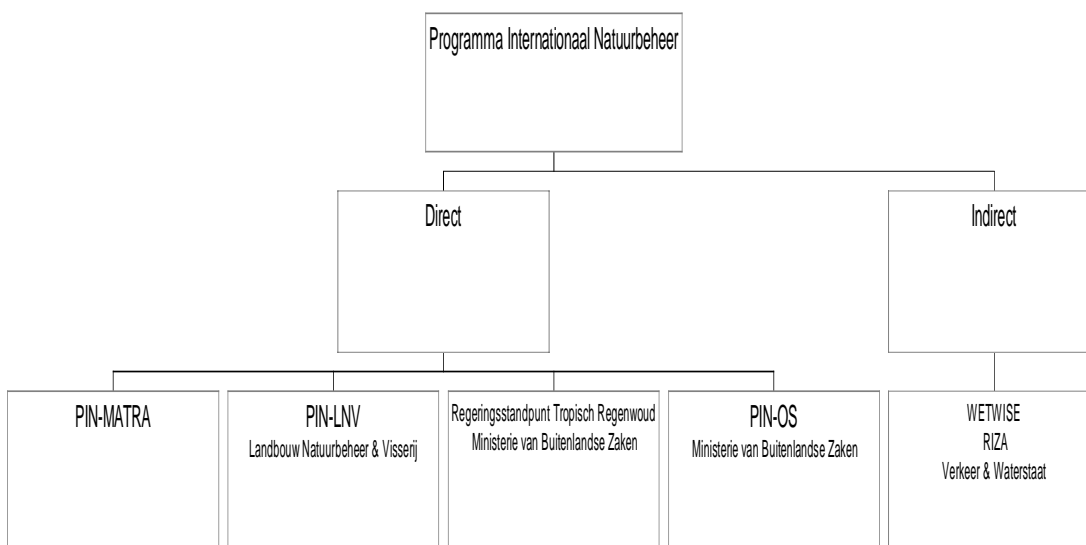 Programma Internationaal Natuurbeheer
Direct
Indirect
PIN-MATRA
PIN-LNV
Landbouw Natuurbeheer & Visserij
Regeringsstandpunt Tropisch Regenwoud
Ministerie van Buitenlandse Zaken
PIN-OS
Ministerie van Buitenlandse Zaken
WETWISE
RIZA
Verkeer & Waterstaat